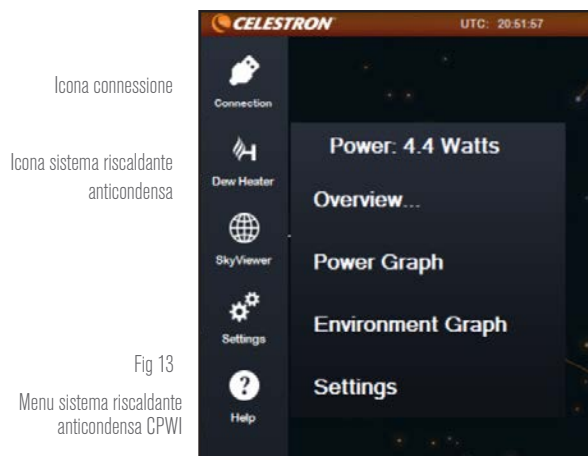 CELESTRON
UTC: 20:51:57
Icona connessione
Connection
Icona sistema riscaldante
anticondensa
Dew Heater
SkyViewer
Settings
Help
Power: 4.4 Watts
Overview...
Power Graph
Environment Graph
Settings
Fig 13
Menu sistema riscaldante
anticondensa CPWI